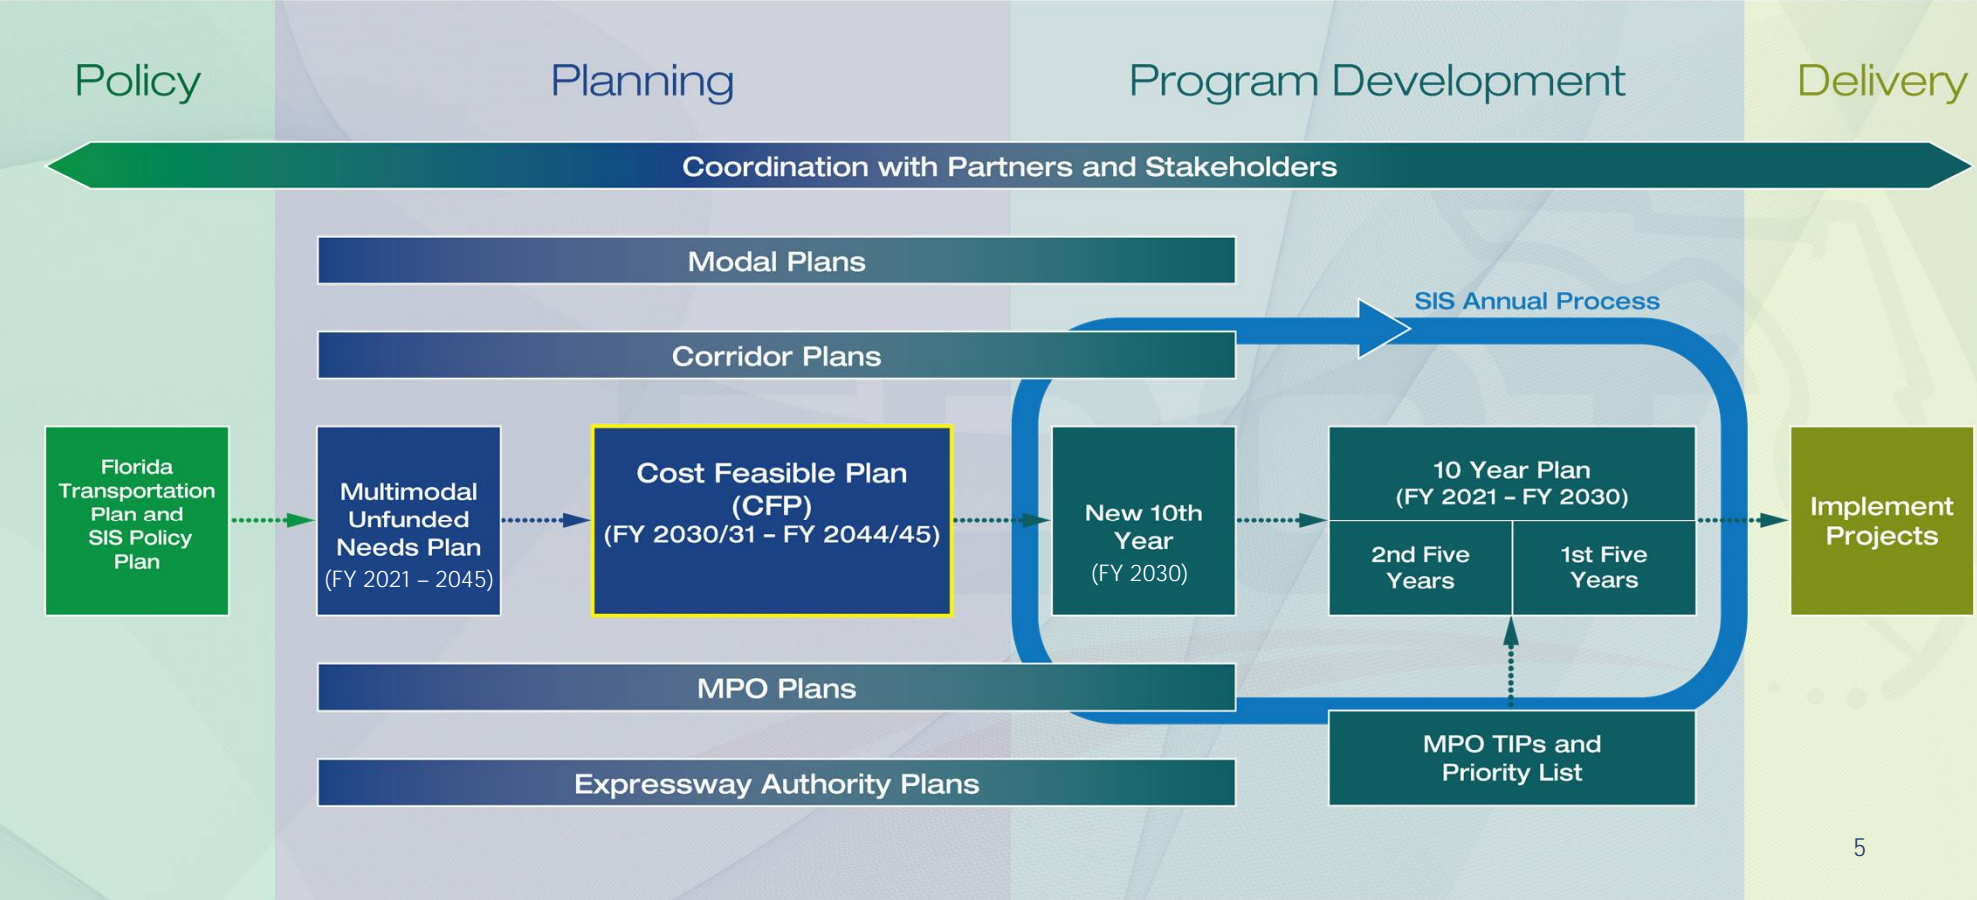 Policy
Planning
Program Development
Delivery
Coordination with Partners and Stakeholders
Modal Plans
SIS Annual Process
Corridor Plans
Florida
Transportation
Plan and
SIS Policy
Plan
Multimodal
Unfunded
Needs Plan
(FY 2021 – 2045)
Cost Feasible Plan
(CFP)
(FY 2030/31 – FY 2044/45)
New 10th
Year
(FY 2030)
10 Year Plan
(FY 2021 – FY 2030)
2nd Five
Years
1st Five
Years
Implement
Projects
MPO Plans
MPO TIPs and
Priority List
Expressway Authority Plans
5